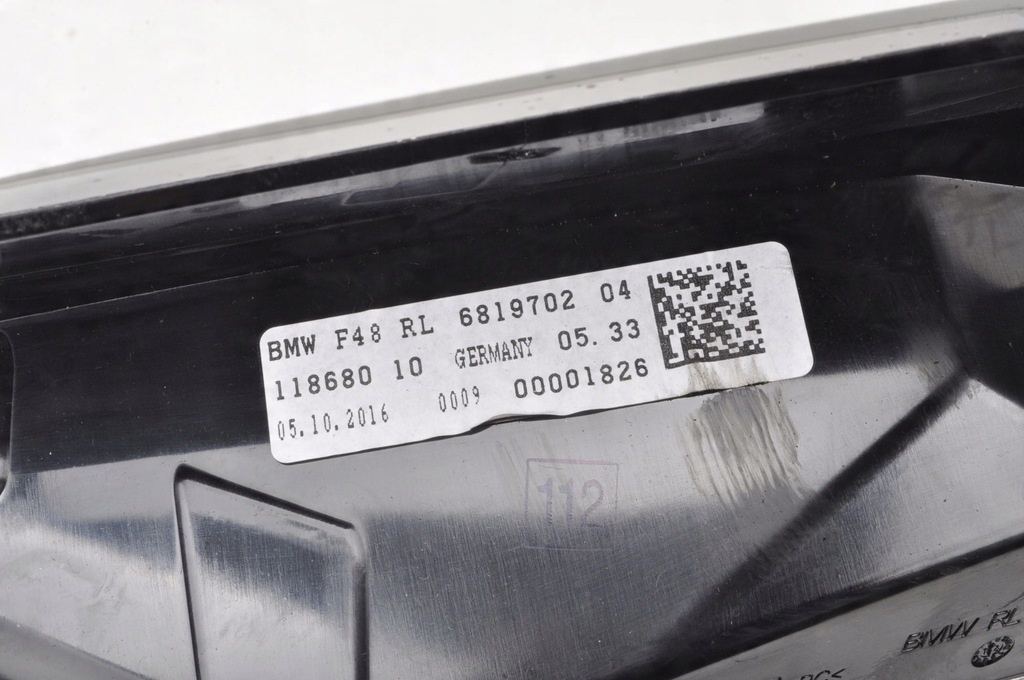 BMW F48 RL 6819702 04
118680 10 GERMANY 05.33
05.10.2016 0009 00001826
112
BMW RL